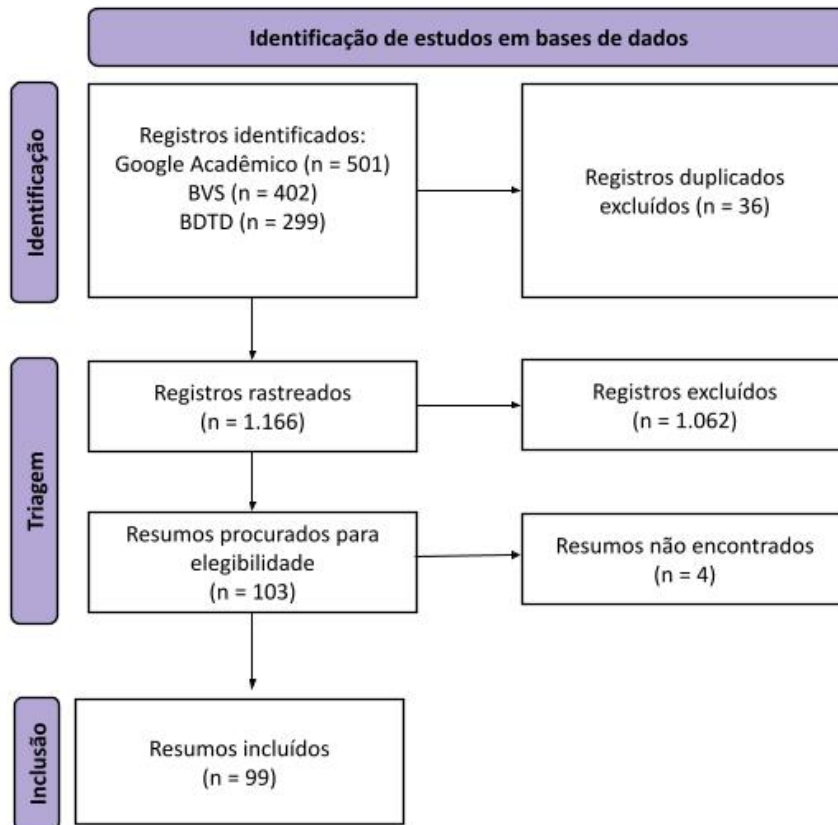 Identificação de estudos em bases de dados
Identificação
Registros identificados:
Google Acadêmico (n = 501)
BVS (n = 402)
BDTD (n = 299)
Registros duplicados
excluídos (n = 36)
Triagem
Registros rastreados
(n = 1.166)
Registros excluídos
(n = 1.062)
Resumos procurados para
elegibilidade
(n = 103)
Resumos não encontrados
(n = 4)
Inclusão
Resumos incluídos
(n = 99)